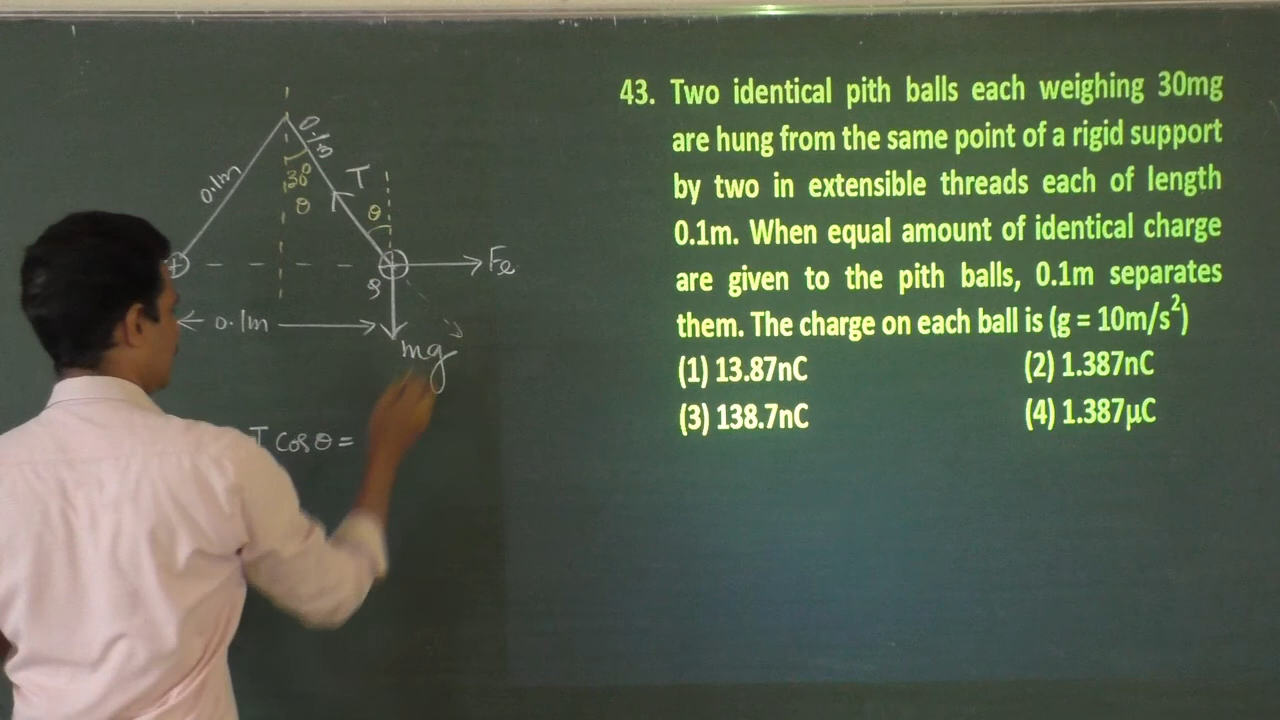 43. Two identical pith balls each weighing 30mg
are hung from the same point of a rigid support
by two in extensible threads each of length
0.1m. When equal amount of identical charge
are given to the pith balls, 0.1m separates
them. The charge on each ball is (g = 10m/s²)
(1) 13.87nC (2) 1.387nC
(3) 138.7nC (4) 1.387μC
0.1m
30°
θ
T
θ
+
+
Fe
0.1m
mg
T cos θ =